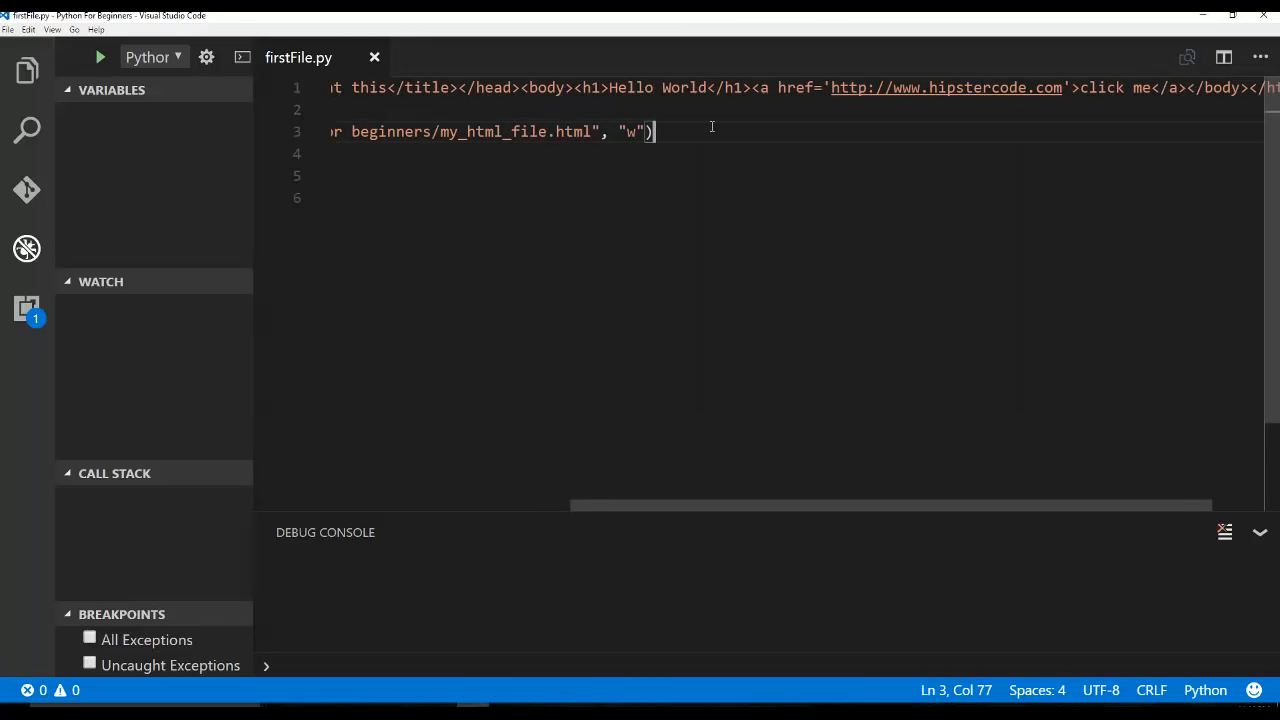 firstFile.py - Python For Beginners - Visual Studio Code
File Edit View Go Help
Python
firstFile.py
VARIABLES
1 this</title></head><body><h1>Hello World</h1><a href='http://www.hipstercode.com'>click me</a></body></
2
3 beginners/my_html_file.html", "w")
4
5
6
WATCH
CALL STACK
DEBUG CONSOLE
BREAKPOINTS
All Exceptions
Uncaught Exceptions
1
0 0
Ln 3, Col 77 Spaces: 4 UTF-8 CRLF Python